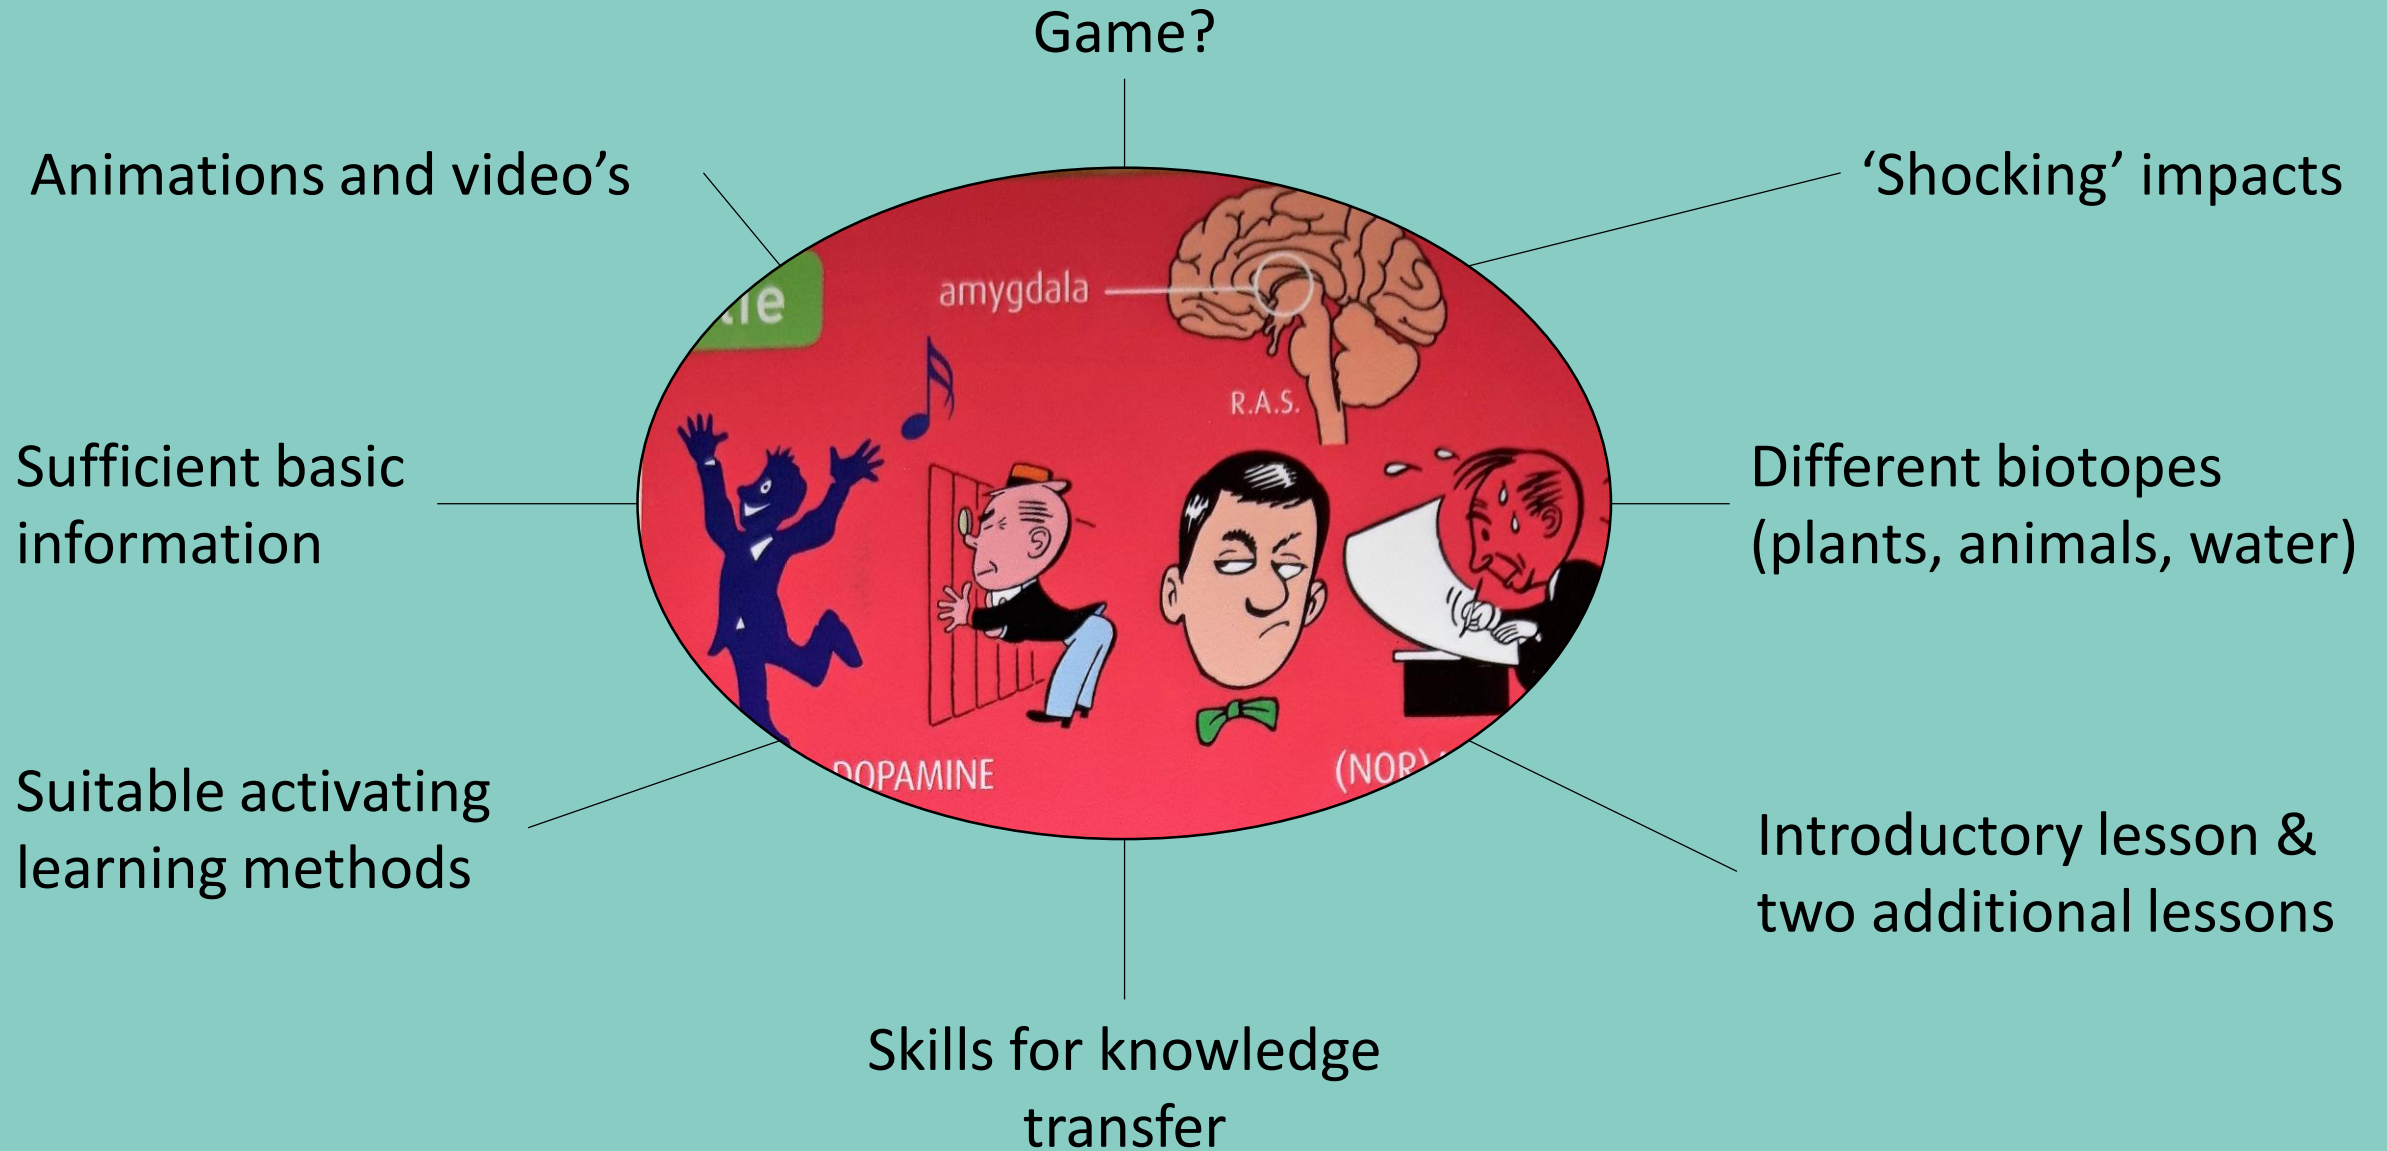 Game?
Animations and video’s
‘Shocking’ impacts
amygdala
R.A.S.
Sufficient basic
information
Different biotopes
(plants, animals, water)
DOPAMINE
(NOR)
Suitable activating
learning methods
Introductory lesson &
two additional lessons
Skills for knowledge
transfer